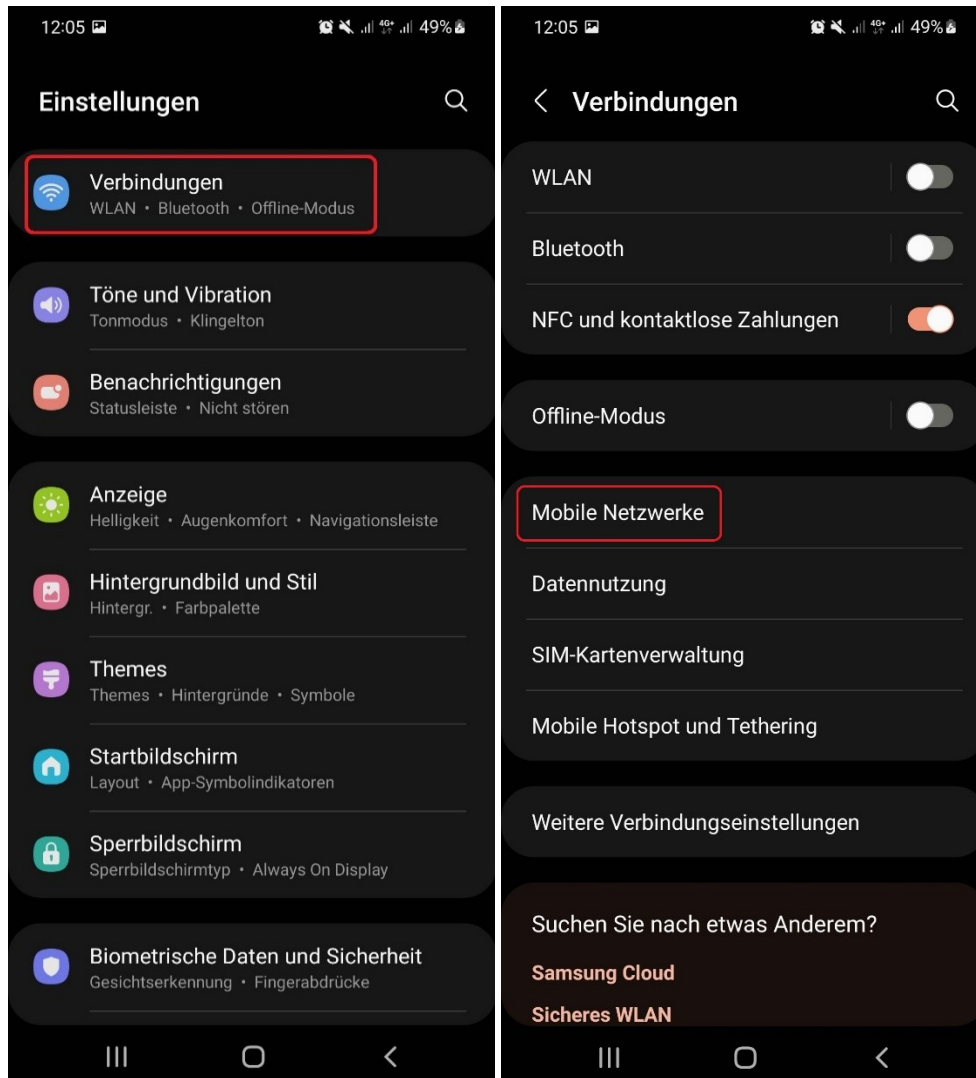 12:05
4G+
49%
Einstellungen
Verbindungen
WLAN • Bluetooth • Offline-Modus
Töne und Vibration
Tonmodus • Klingelton
Benachrichtigungen
Statusleiste • Nicht stören
Anzeige
Helligkeit • Augenkomfort • Navigationsleiste
Hintergrundbild und Stil
Hintergr. • Farbpalette
Themes
Themes • Hintergründe • Symbole
Startbildschirm
Layout • App-Symbolindikatoren
Sperrbildschirm
Sperrbildschirmtyp • Always On Display
Biometrische Daten und Sicherheit
Gesichtserkennung • Fingerabdrücke
12:05
4G+
49%
Verbindungen
WLAN
Bluetooth
NFC und kontaktlose Zahlungen
Offline-Modus
Mobile Netzwerke
Datennutzung
SIM-Kartenverwaltung
Mobile Hotspot und Tethering
Weitere Verbindungseinstellungen
Suchen Sie nach etwas Anderem?
Samsung Cloud
Sicheres WLAN